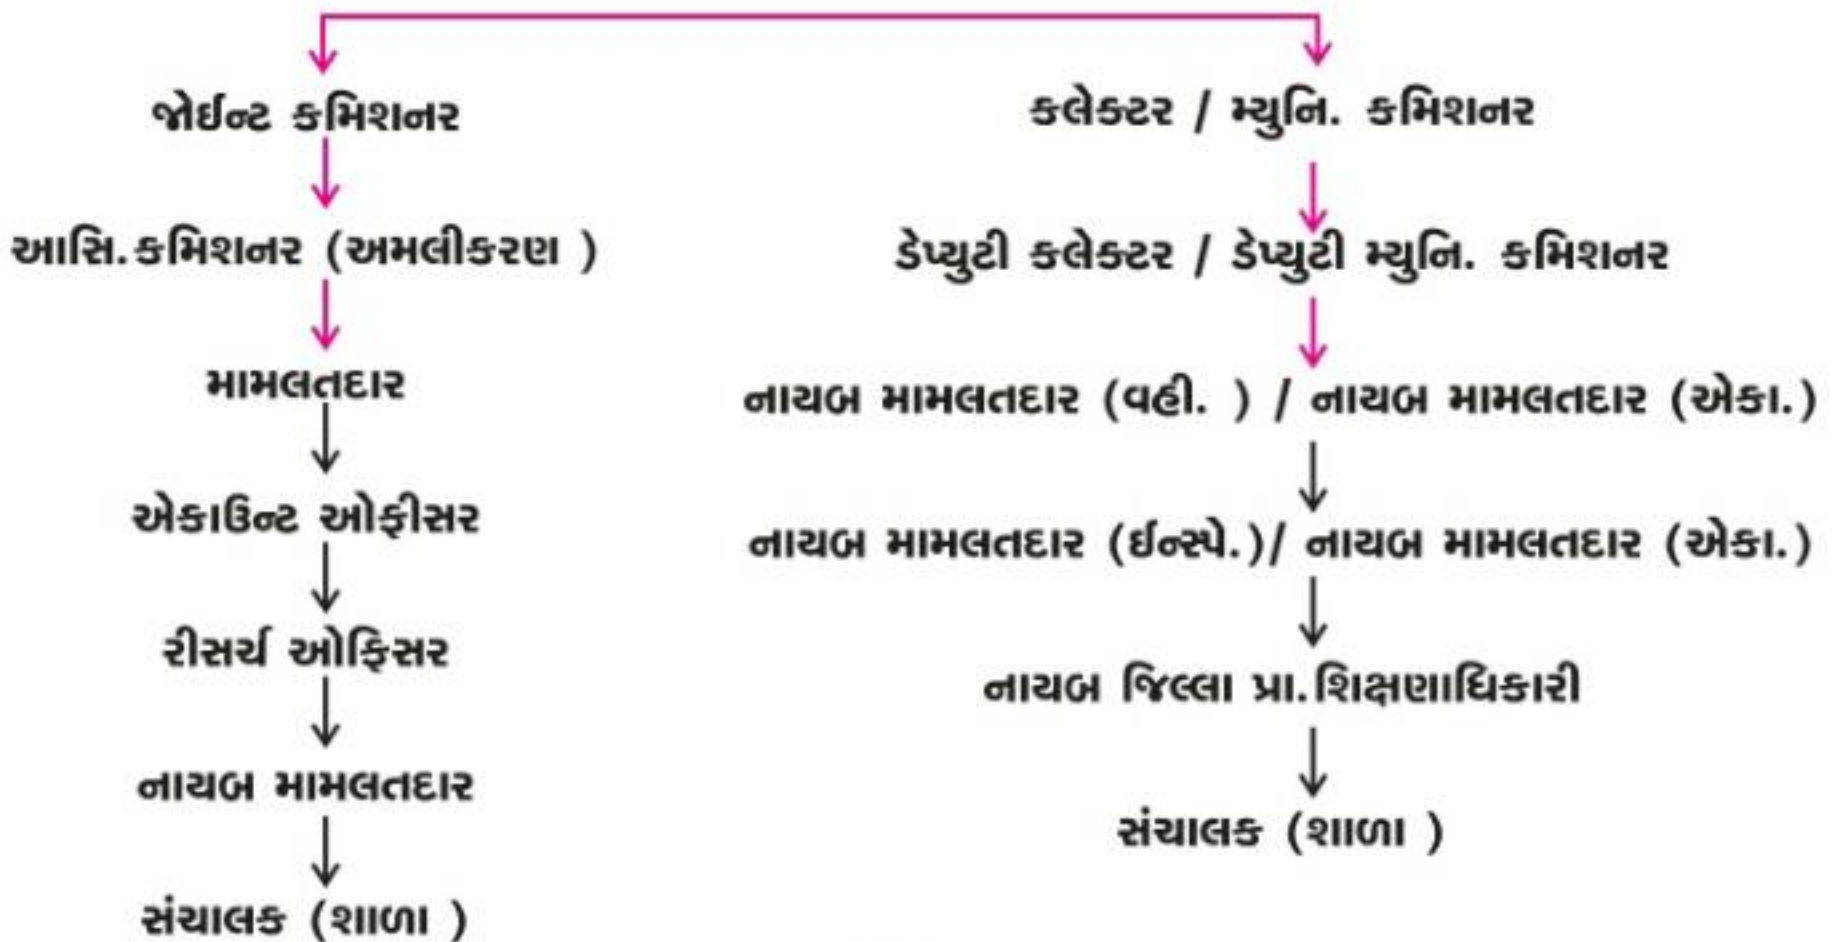 જોઈન્ટ કમિશનર
આસિ.કમિશનર (અમલીકરણ )
મામલતદાર
એકાઉન્ટ ઓફીસર
રીસર્ચ ઓફિસર
નાયબ મામલતદાર
સંચાલક (શાળા )
કલેક્ટર / મ્યુનિ. કમિશનર
ડેપ્યુટી કલેક્ટર / ડેપ્યુટી મ્યુનિ. કમિશનર
નાયબ મામલતદાર (વહી. ) / નાયબ મામલતદાર (એકા.)
નાયબ મામલતદાર (ઈન્સ્પે.)/ નાયબ મામલતદાર (એકા.)
નાયબ જિલ્લા પ્રા.શિક્ષણાધિકારી
સંચાલક (શાળા )